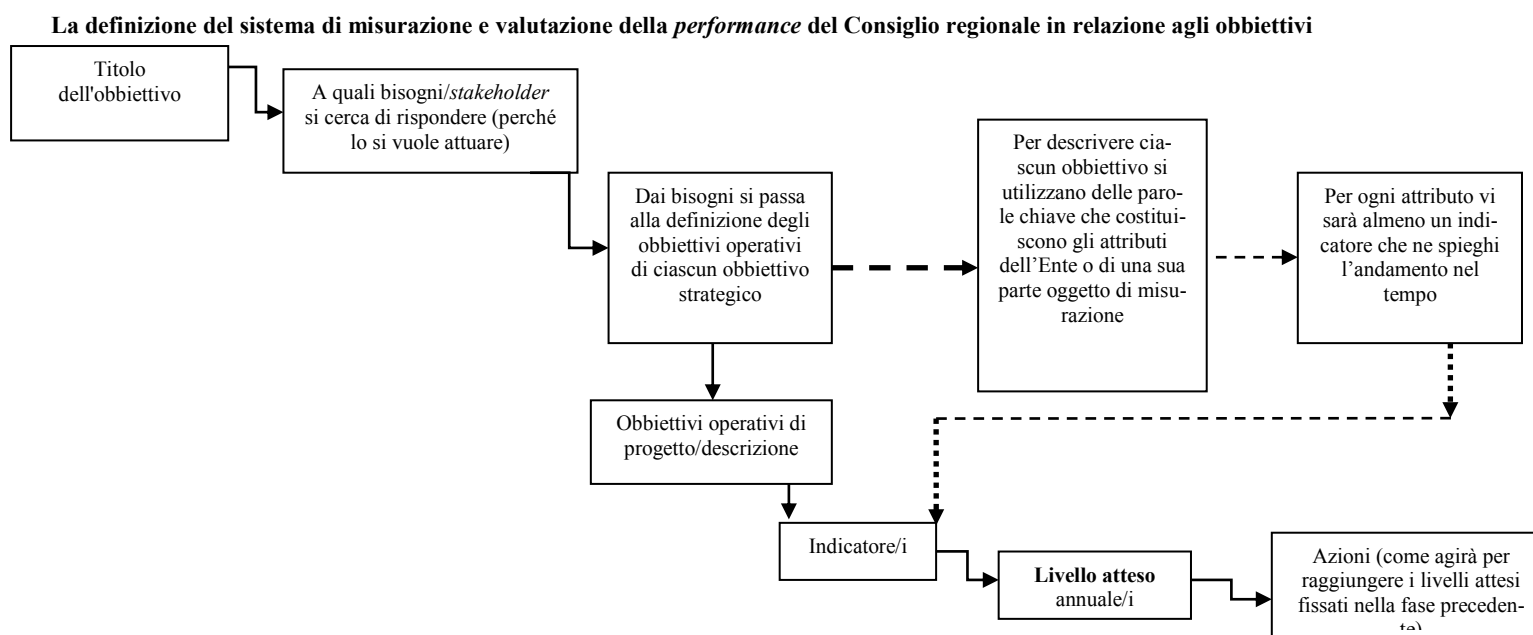 La definizione del sistema di misurazione e valutazione della performance del Consiglio regionale in relazione agli obbiettivi
Titolo
dell'obbiettivo
A quali bisogni/stakeholder
si cerca di rispondere (perché
lo si vuole attuare)
Dai bisogni si passa
alla definizione degli
obbiettivi operativi
di ciascun obbiettivo
strategico
Per descrivere cia-
scun obbiettivo si
utilizzano delle paro-
le chiave che costitui-
scono gli attributi
dell’Ente o di una sua
parte oggetto di misu-
razione
Per ogni attributo vi
sarà almeno un indi-
catore che ne spieghi
l’andamento nel
tempo
Obbiettivi operativi di
progetto/descrizione
Indicatore/i
Livello atteso
annuale/i
Azioni (come agirà per
raggiungere i livelli attesi
fissati nella fase preceden-
te)